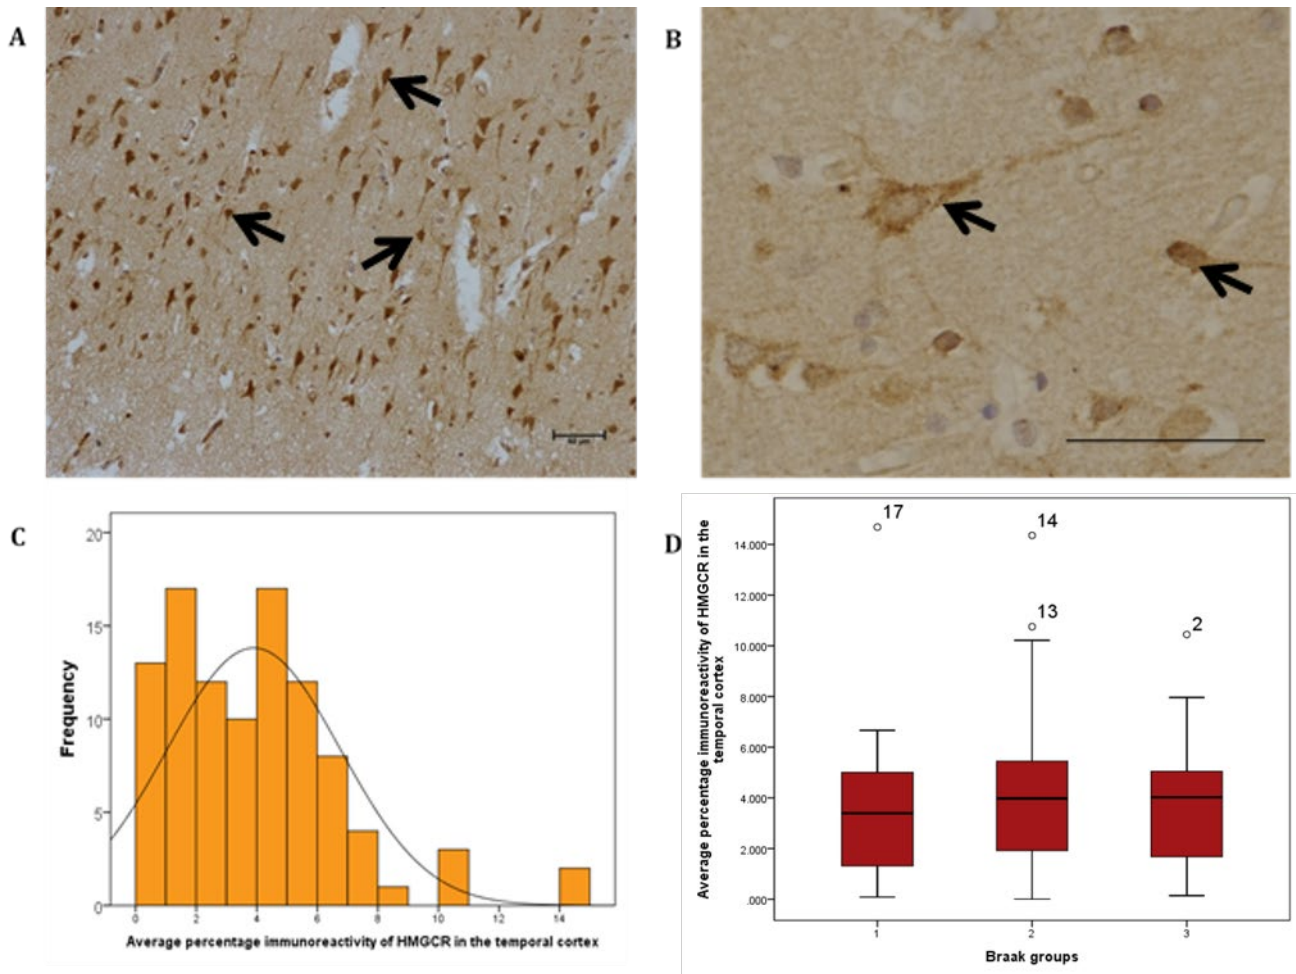 A
B
40 µm
C
20
15
10
5
0
Frequency
0 2 4 6 8 10 12 14
Average percentage immunoreactivity of HMGCR in the temporal cortex
D
Average percentage immunoreactivity of HMGCR in the
temporal cortex
14.000
12.000
10.000
8.000
6.000
4.000
2.000
.000
17
14
13
2
1 2 3
Braak groups